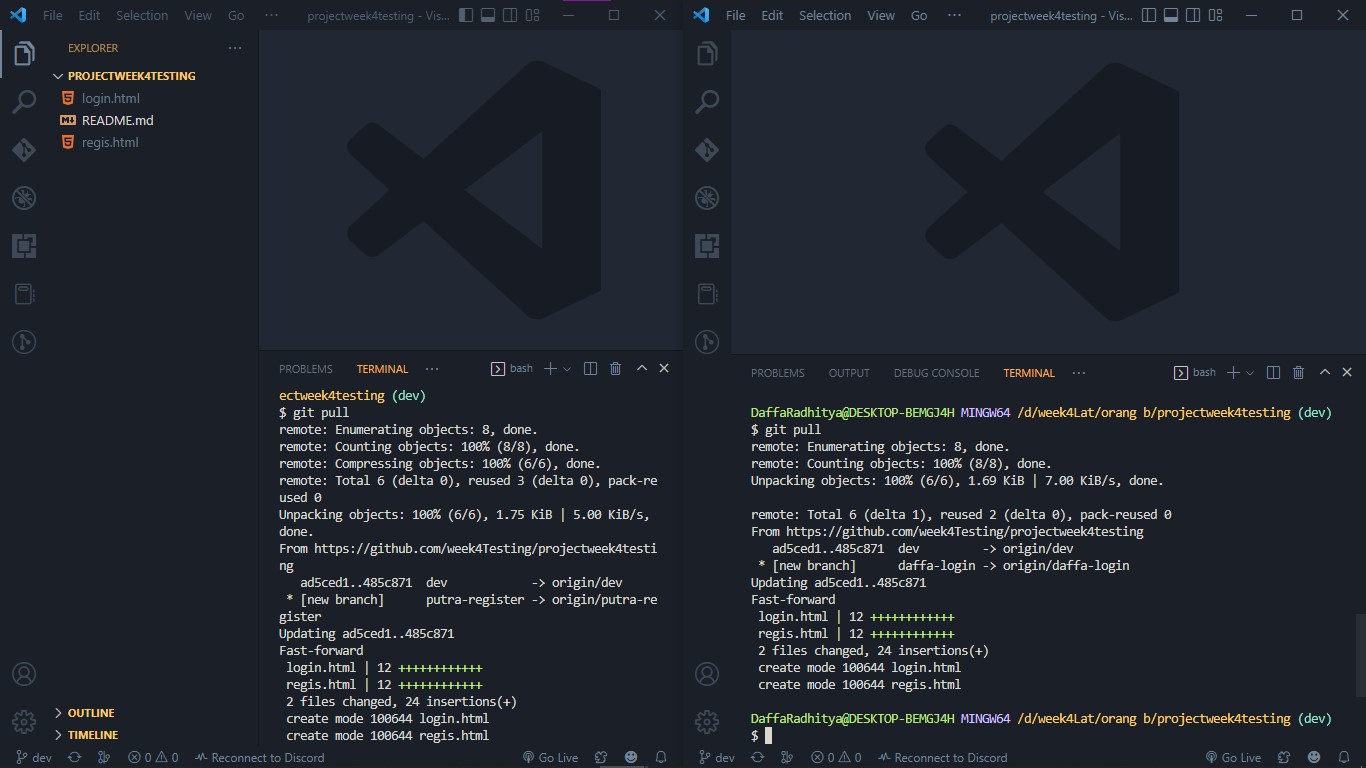 File Edit Selection View Go ··· projectweek4testing - Vis...
EXPLORER ···
PROJECTWEEK4TESTING
login.html
README.md
regis.html
OUTLINE
TIMELINE
PROBLEMS TERMINAL ··· bash
ectweek4testing (dev)
$ git pull
remote: Enumerating objects: 8, done.
remote: Counting objects: 100% (8/8), done.
remote: Compressing objects: 100% (6/6), done.
remote: Total 6 (delta 0), reused 3 (delta 0), pack-re
used 0
Unpacking objects: 100% (6/6), 1.75 KiB | 5.00 KiB/s,
done.
From https://github.com/week4Testing/projectweek4testi
ng
ad5ced1..485c871 dev -> origin/dev
* [new branch] putra-register -> origin/putra-re
gister
Updating ad5ced1..485c871
Fast-forward
login.html | 12 ++++++++++++
regis.html | 12 ++++++++++++
2 files changed, 24 insertions(+)
create mode 100644 login.html
create mode 100644 regis.html
dev 0 0 Reconnect to Discord Go Live
File Edit Selection View Go ··· projectweek4testing - Vis...
PROBLEMS OUTPUT DEBUG CONSOLE TERMINAL ··· bash
DaffaRadhitya@DESKTOP-BEMGJ4H MINGW64 /d/week4Lat/orang b/projectweek4testing (dev)
$ git pull
remote: Enumerating objects: 8, done.
remote: Counting objects: 100% (8/8), done.
Unpacking objects: 100% (6/6), 1.69 KiB | 7.00 KiB/s, done.
remote: Total 6 (delta 1), reused 2 (delta 0), pack-reused 0
From https://github.com/week4Testing/projectweek4testing
ad5ced1..485c871 dev -> origin/dev
* [new branch] daffa-login -> origin/daffa-login
Updating ad5ced1..485c871
Fast-forward
login.html | 12 ++++++++++++
regis.html | 12 ++++++++++++
2 files changed, 24 insertions(+)
create mode 100644 login.html
create mode 100644 regis.html
DaffaRadhitya@DESKTOP-BEMGJ4H MINGW64 /d/week4Lat/orang b/projectweek4testing (dev)
$
dev 0 0 Reconnect to Discord Go Live